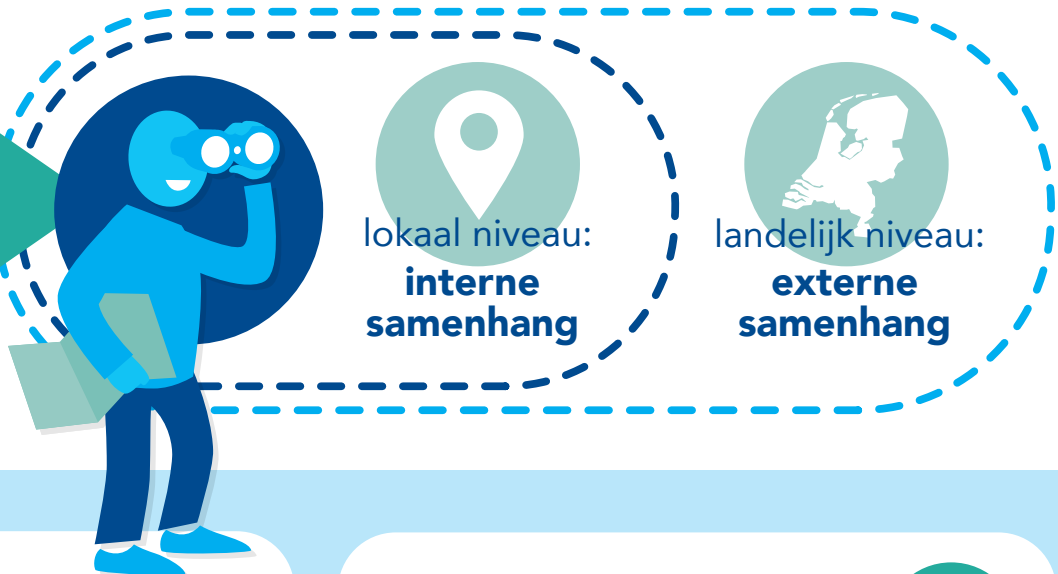 lokaal niveau:
interne
samenhang
landelijk niveau:
externe
samenhang